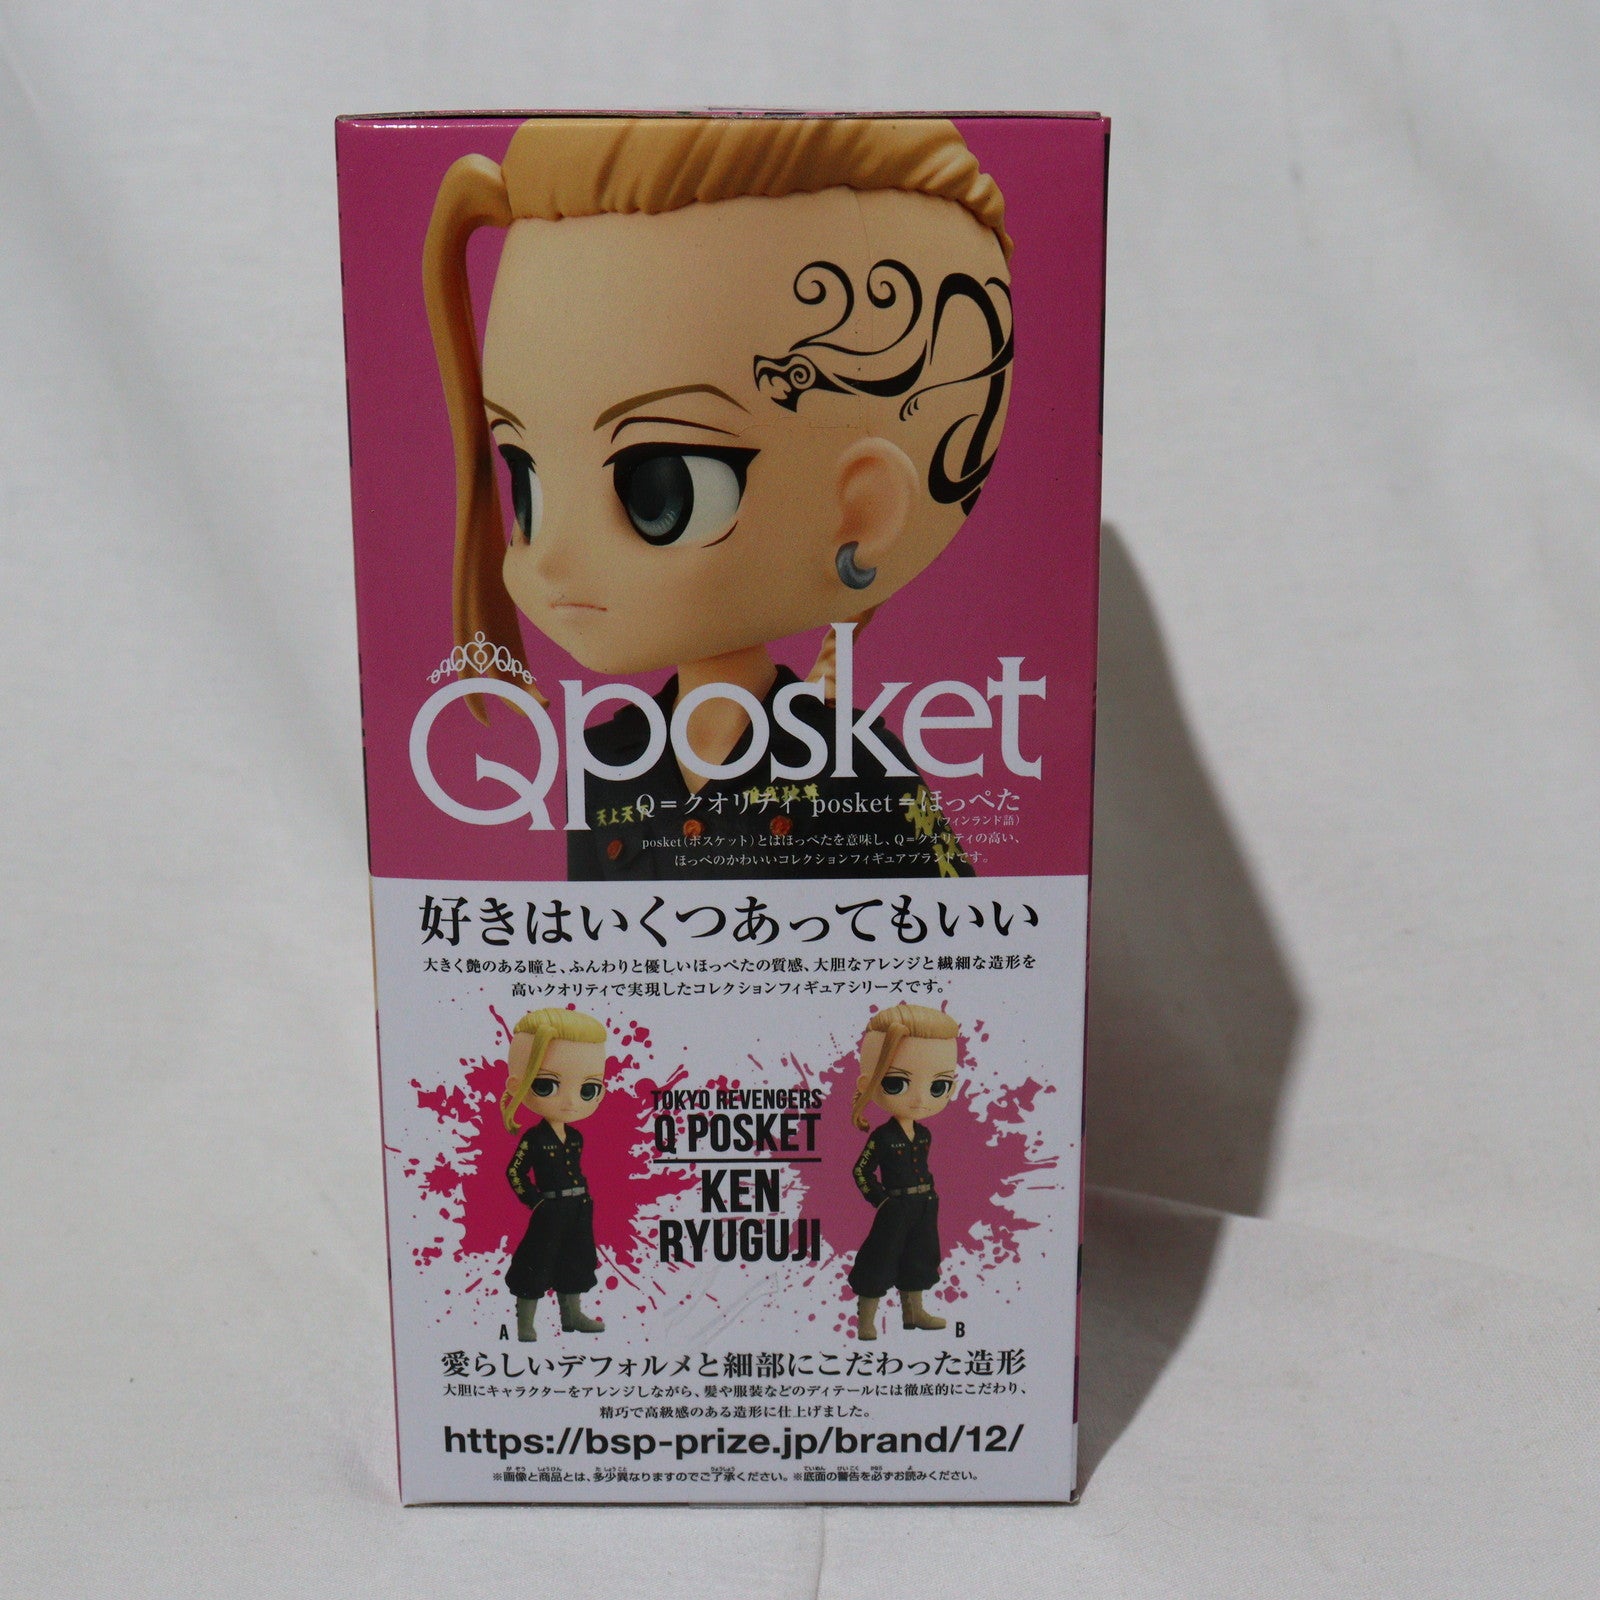 Qposket
Q=クオリティ posket=ほっぺた
(フィンランド語)
posket(ポスケット)とはほっぺたを意味し、Q=クオリティの高い、
ほっぺのかわいいコレクションフィギュアブランドです。
好きはいくつあってもいい
大きく艶のある瞳と、ふんわりと優しいほっぺたの質感、大胆なアレンジと繊細な造形を
高いクオリティで実現したコレクションフィギュアシリーズです。
TOKYO REVENGERS
Q POSKET
KEN
RYUGUJI
A
B
愛らしいデフォルメと細部にこだわった造形
大胆にキャラクターをアレンジしながら、髪や服装などのディテールには徹底的にこだわり、
精巧で高級感のある造形に仕上げました。
https://bsp-prize.jp/brand/12/
※画像と商品とは、多少異なりますのでご了承ください。※底面の警告を必ずお読みください。